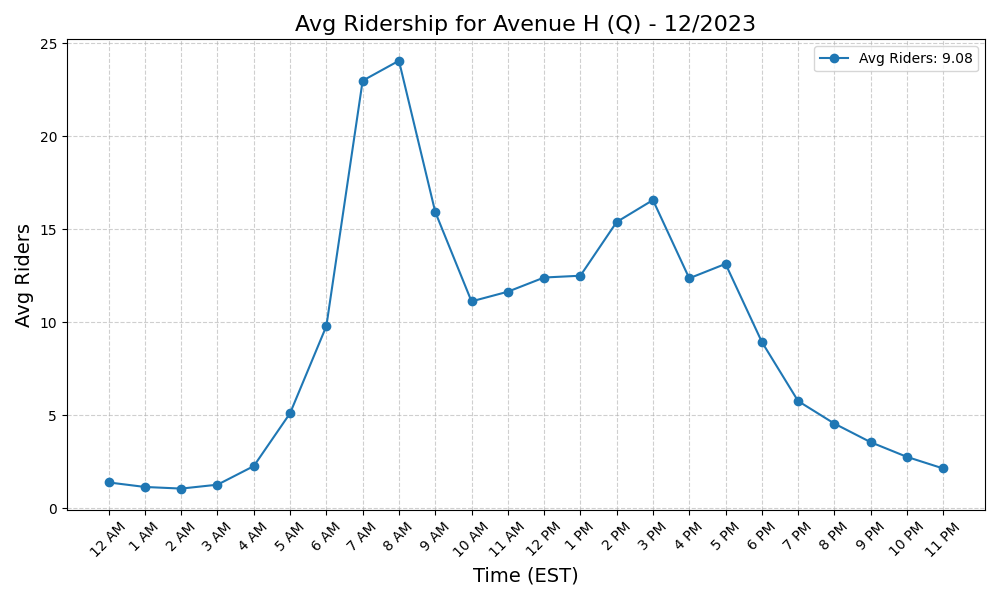 Avg Ridership for Avenue H (Q) - 12/2023
Avg Riders: 9.08
25
20
15
10
5
0
Avg Riders
12 AM
1 AM
2 AM
3 AM
4 AM
5 AM
6 AM
7 AM
8 AM
9 AM
10 AM
11 AM
12 PM
1 PM
2 PM
3 PM
4 PM
5 PM
6 PM
7 PM
8 PM
9 PM
10 PM
11 PM
Time (EST)